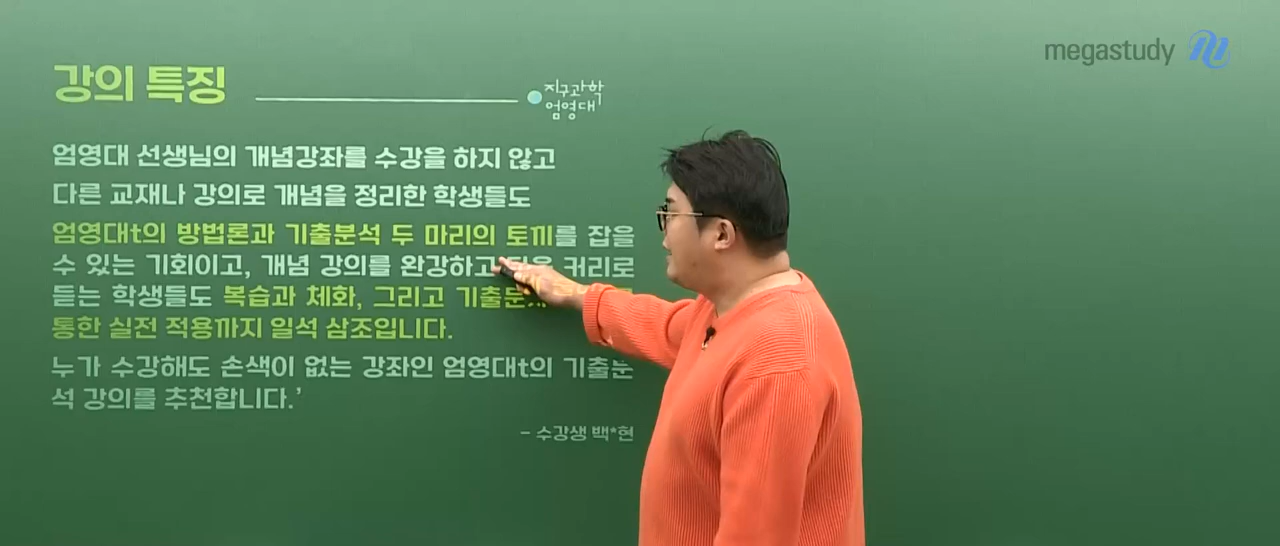 megastudy
강의 특징
지구과학
엄영대
엄영대 선생님의 개념강좌를 수강을 하지 않고
다른 교재나 강의로 개념을 정리한 학생들도
엄영대t의 방법론과 기출분석 두 마리의 토끼를 잡을
수 있는 기회이고, 개념 강의를 완강하고 커리로
듣는 학생들도 복습과 체화, 그리고
통한 실전 적용까지 일석 삼조입니다.
누가 수강해도 손색이 없는 강좌인 엄영대t의 기출분
석 강의를 추천합니다.'
- 수강생 백*현